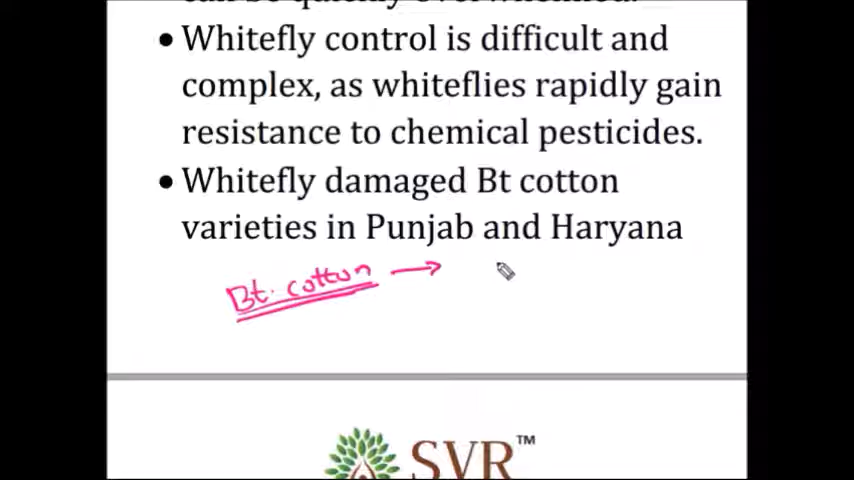 • Whitefly control is difficult and
complex, as whiteflies rapidly gain
resistance to chemical pesticides.
• Whitefly damaged Bt cotton
varieties in Punjab and Haryana
Bt. cotton →
SVR™